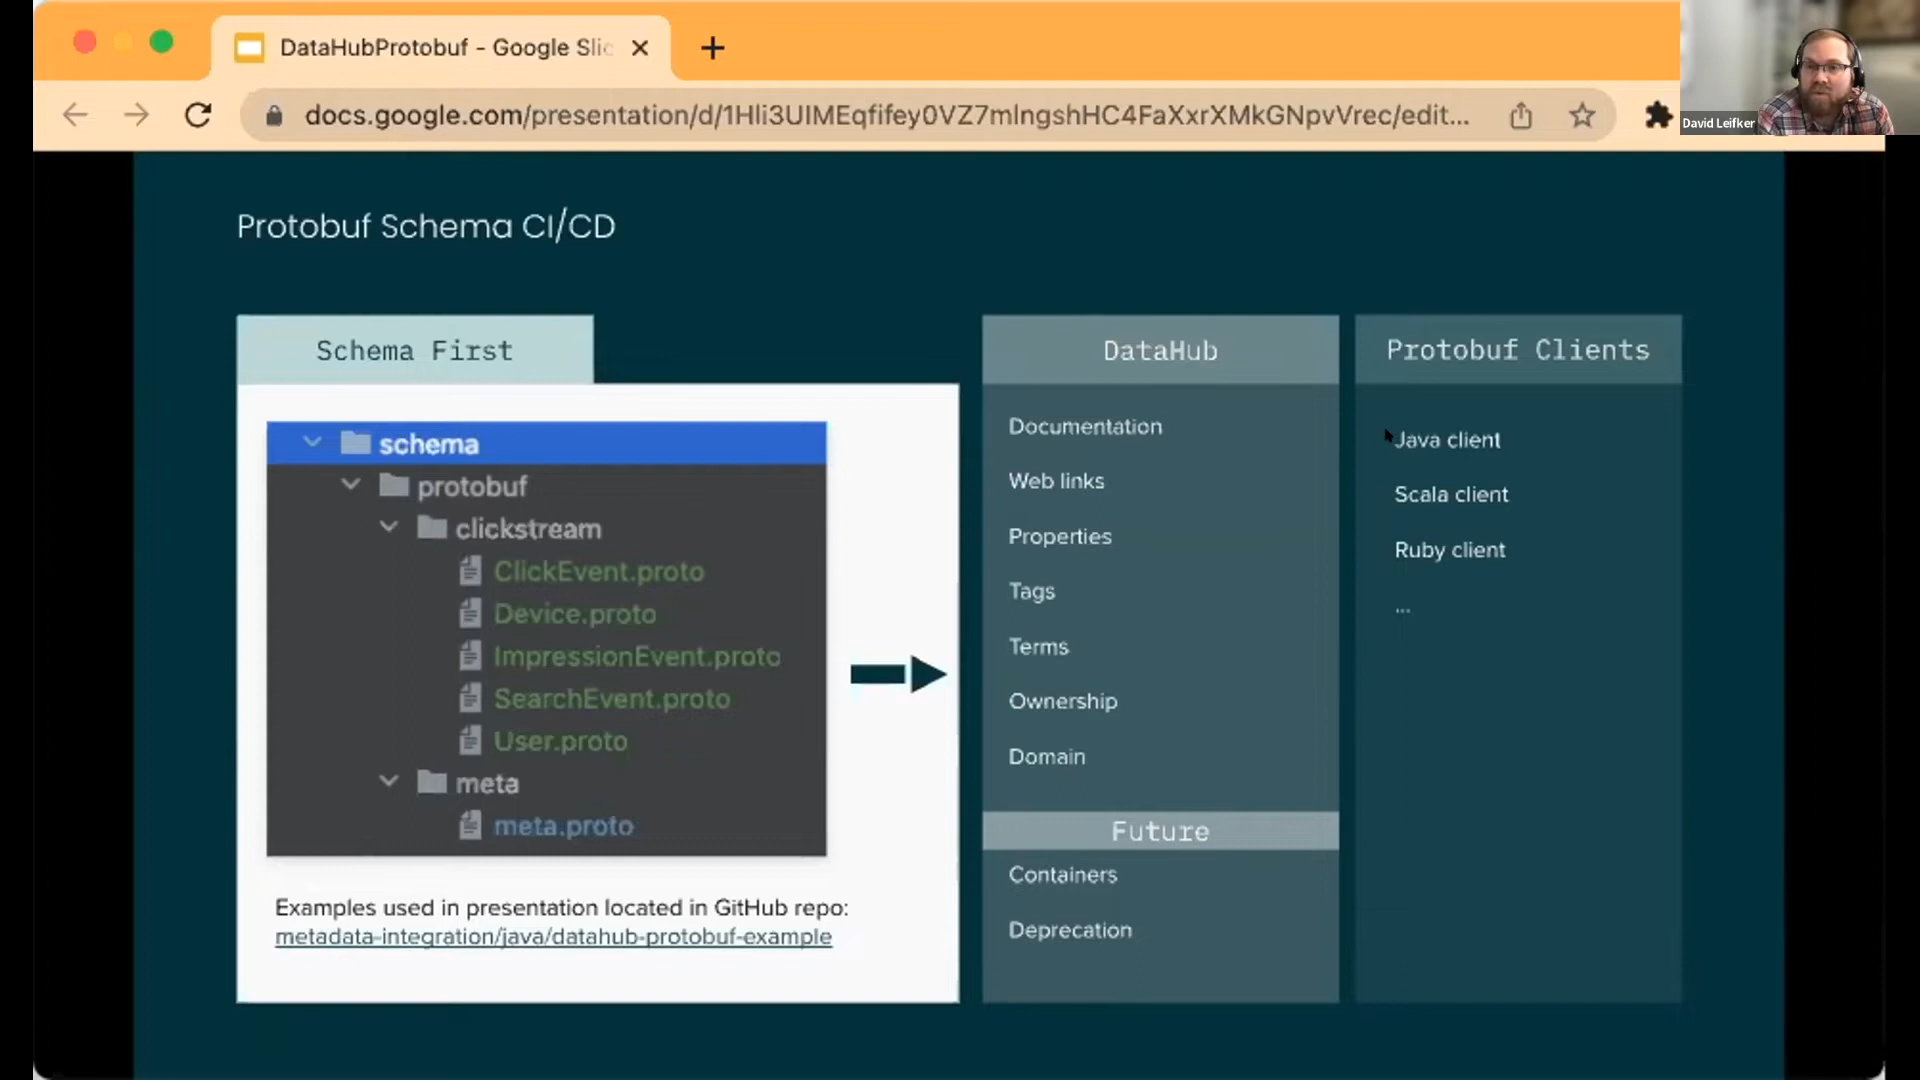 DataHubProtobuf - Google Slic
docs.google.com/presentation/d/1Hli3UIMEqfifey0VZ7mlngshHC4FaXxrXMkGNpvVrec/edit...
David Leifker
Protobuf Schema CI/CD
Schema First
schema
protobuf
clickstream
ClickEvent.proto
Device.proto
ImpressionEvent.proto
SearchEvent.proto
User.proto
meta
meta.proto
Examples used in presentation located in GitHub repo:
metadata-integration/java/datahub-protobuf-example
DataHub
Documentation
Web links
Properties
Tags
Terms
Ownership
Domain
Future
Containers
Deprecation
Protobuf Clients
Java client
Scala client
Ruby client
...